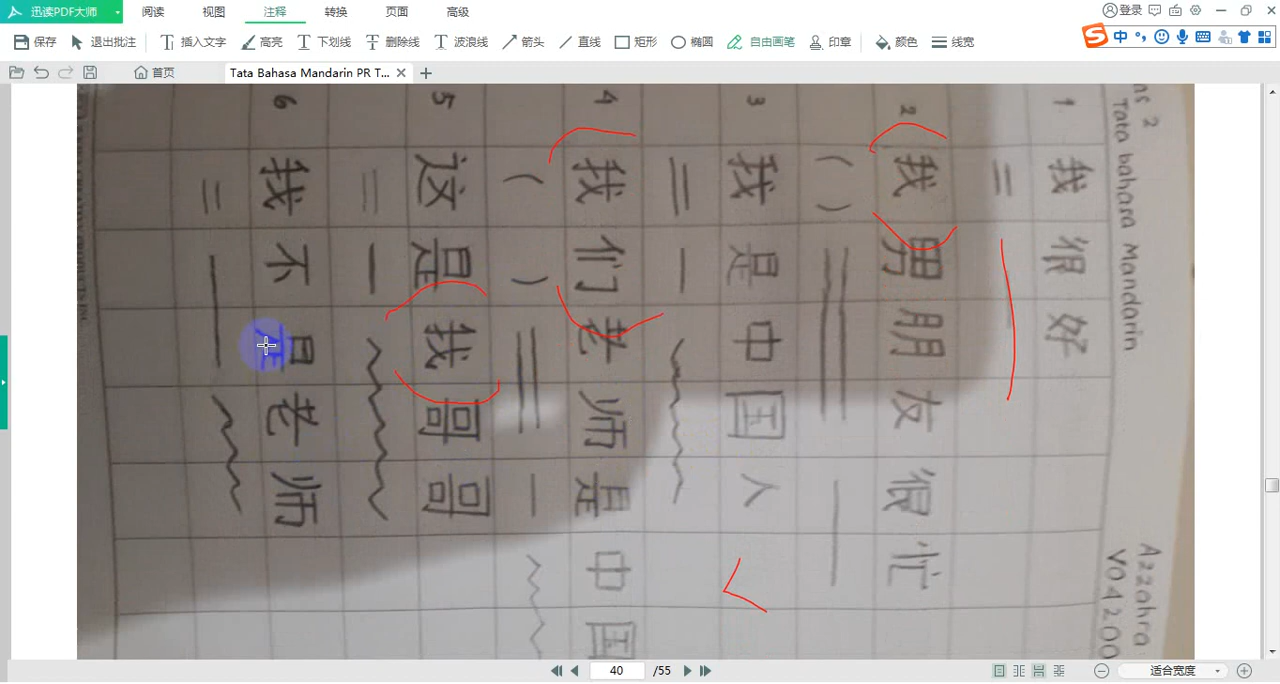 迅读PDF大师
阅读 视图 注释 转换 页面 高级
登录
保存 退出批注 插入文字 高亮 下划线 删除线 波浪线 箭头 直线 矩形 椭圆 自由画笔 印章 颜色 线宽
中
首页 Tata Bahasa Mandarin PR T...
as 2
Tata bahasa Mandarin
Azzahra
V04200
1 我很好
2 我男朋友很忙
( )
3 我是中国人
4 我们老师是中国
( )
5 这是我哥哥
6 我不是老师
40 /55
适合宽度